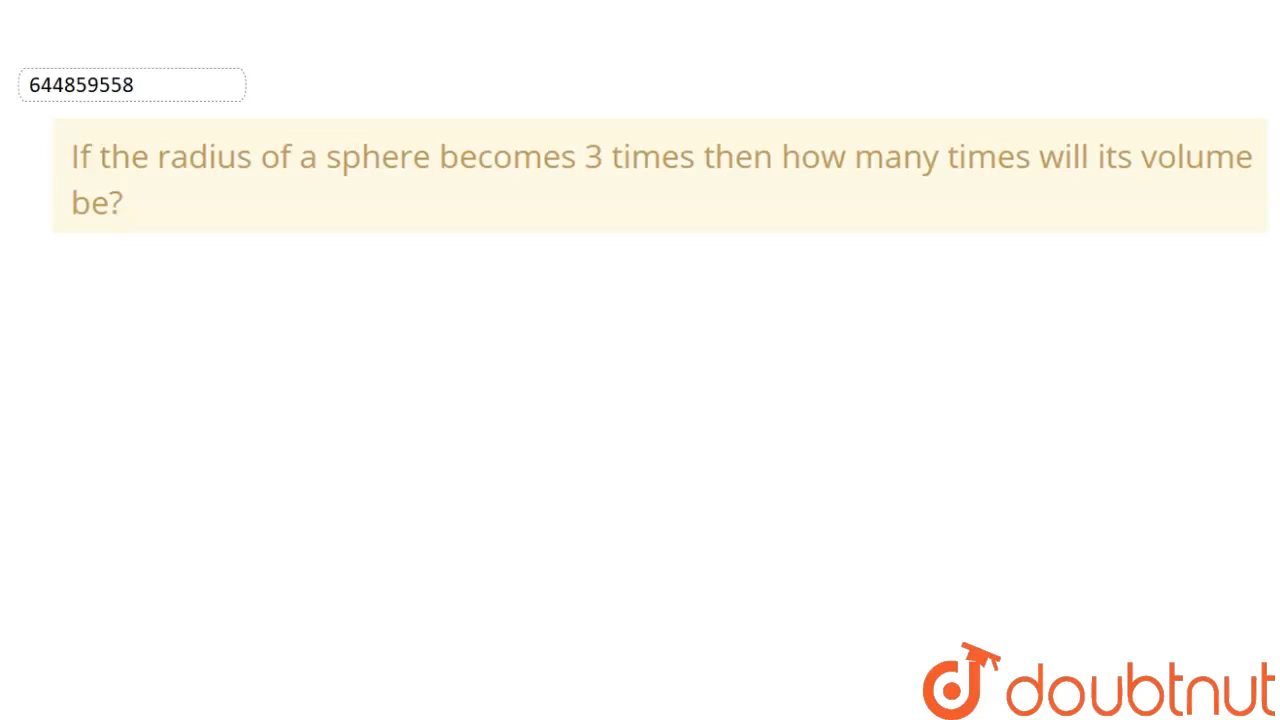 644859558
If the radius of a sphere becomes 3 times then how many times will its volume
be?
doubtnut